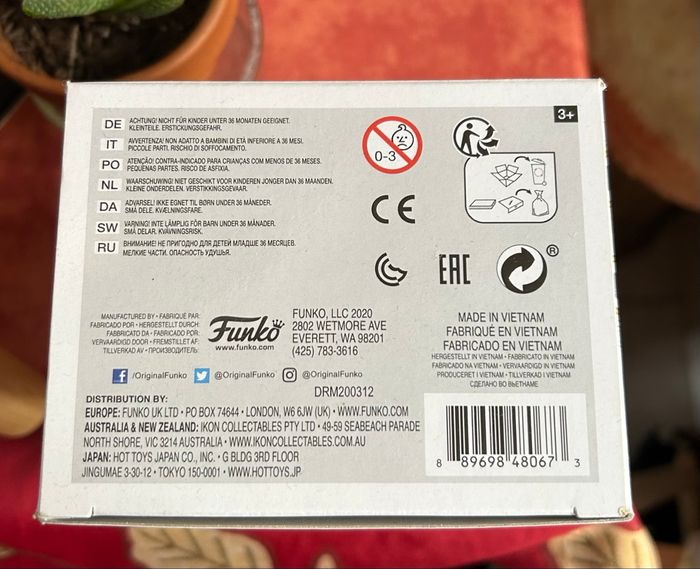 DE ACHTUNG! NICHT FÜR KINDER UNTER 36 MONATEN GEEIGNET.
KLEINTEILE. ERSTICKUNGSGEFAHR.
IT AVVERTENZA! NON ADATTO A BAMBINI DI ETÀ INFERIORE A 36 MESI.
PICCOLE PARTI. RISCHIO DI SOFFOCAMENTO.
PO ATENÇÃO! CONTRA-INDICADO PARA CRIANÇAS COM MENOS DE 36 MESES.
PEQUENAS PARTES. RISCO DE ASFIXIA.
NL WAARSCHUWING! NIET GESCHIKT VOOR KINDEREN JONGER DAN 36 MAANDEN.
KLEINE ONDERDELEN. VERSTIKKINGSGEVAAR.
DA ADVARSEL! IKKE EGNET TIL BØRN UNDER 36 MÅNEDER.
SMÅ DELE. KVÆLNINGSFARE.
SW VARNING! INTE LÄMPLIG FÖR BARN UNDER 36 MÅNADER.
SMÅ DELAR. KVÄVNINGSRISK.
RU ВНИМАНИЕ! НЕ ПРИГОДНО ДЛЯ ДЕТЕЙ МЛАДШЕ 36 МЕСЯЦЕВ.
МЕЛКИЕ ЧАСТИ. ОПАСНОСТЬ УДУШЬЯ.
0-3
3+
CE
EAC
®
MANUFACTURED BY • FABRIQUÉ PAR:
FABRICADO POR • HERGESTELLT DURCH:
FABBRICATO DA • FABRICADO POR:
VERVAARDIGD DOOR • FREMSTILLET AF:
TILLVERKAD AV • ПРОИЗВОДИТЕЛЬ:
Funko
www.funko.com
FUNKO, LLC 2020
2802 WETMORE AVE
EVERETT, WA 98201
(425) 783-3616
MADE IN VIETNAM
FABRIQUÉ EN VIETNAM
FABRICADO EN VIETNAM
HERGESTELLT IN VIETNAM • FABBRICATO IN VIETNAM
FABRICADO NA VIETNAM • VERVAARDIGD IN VIETNAM
PRODUCERET I VIETNAM • TILLVERKAD I VIETNAM
СДЕЛАНО ВО ВЬЕТНАМЕ
/OriginalFunko @OriginalFunko @OriginalFunko
DRM200312
DISTRIBUTION BY:
EUROPE: FUNKO UK LTD • PO BOX 74644 • LONDON, W6 6JW (UK) • WWW.FUNKO.COM
AUSTRALIA & NEW ZEALAND: IKON COLLECTABLES PTY LTD • 49-59 SEABEACH PARADE
NORTH SHORE, VIC 3214 AUSTRALIA • WWW.IKONCOLLECTABLES.COM.AU
JAPAN: HOT TOYS JAPAN CO., INC. • G BLDG 3RD FLOOR
JINGUMAE 3-30-12 • TOKYO 150-0001 • WWW.HOTTOYS.JP
8 89698 48067 3